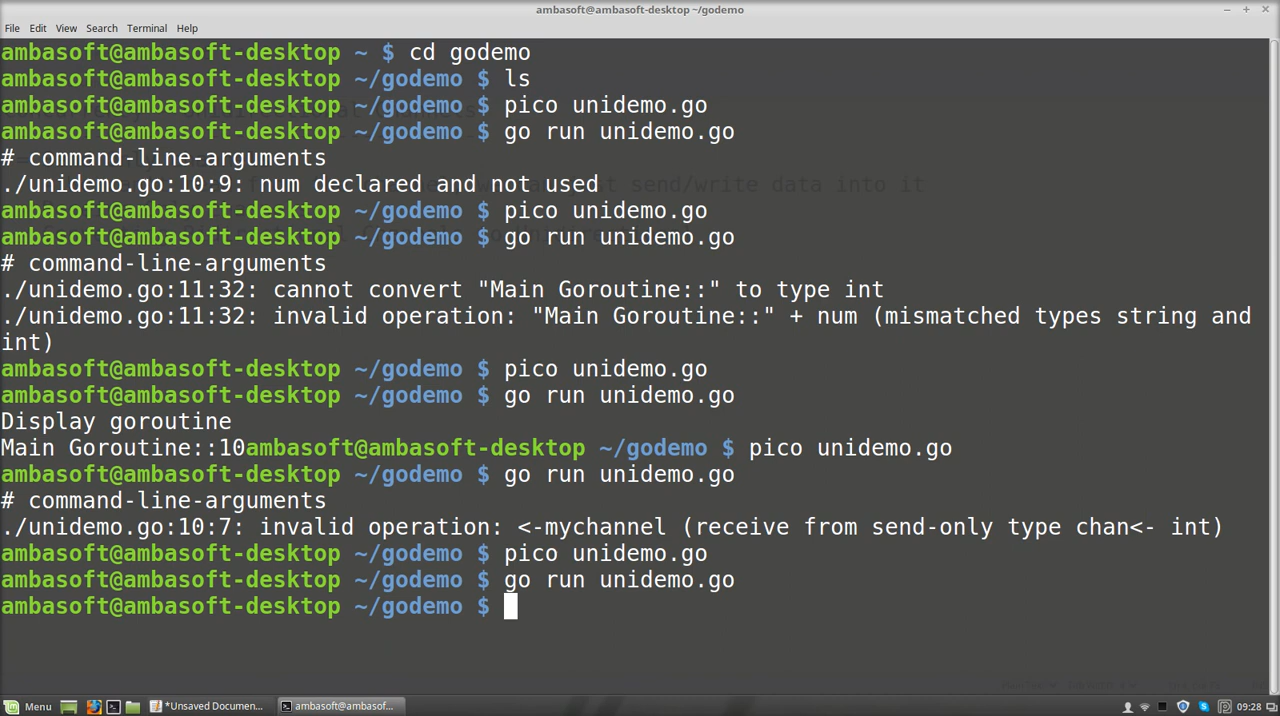 ambasoft@ambasoft-desktop ~/godemo
File Edit View Search Terminal Help
ambasoft@ambasoft-desktop ~ $ cd godemo
ambasoft@ambasoft-desktop ~/godemo $ ls
ambasoft@ambasoft-desktop ~/godemo $ pico unidemo.go
ambasoft@ambasoft-desktop ~/godemo $ go run unidemo.go
# command-line-arguments
./unidemo.go:10:9: num declared and not used
send/write data into it
ambasoft@ambasoft-desktop ~/godemo $ pico unidemo.go
ambasoft@ambasoft-desktop ~/godemo $ go run unidemo.go
# command-line-arguments
./unidemo.go:11:32: cannot convert "Main Goroutine::" to type int
./unidemo.go:11:32: invalid operation: "Main Goroutine::" + num (mismatched types string and
int)
ambasoft@ambasoft-desktop ~/godemo $ pico unidemo.go
ambasoft@ambasoft-desktop ~/godemo $ go run unidemo.go
Display goroutine
Main Goroutine::10ambasoft@ambasoft-desktop ~/godemo $ pico unidemo.go
ambasoft@ambasoft-desktop ~/godemo $ go run unidemo.go
# command-line-arguments
./unidemo.go:10:7: invalid operation: <-mychannel (receive from send-only type chan<- int)
ambasoft@ambasoft-desktop ~/godemo $ pico unidemo.go
ambasoft@ambasoft-desktop ~/godemo $ go run unidemo.go
ambasoft@ambasoft-desktop ~/godemo $
Menu *Unsaved Documen... ambasoft@ambasof... 09:28